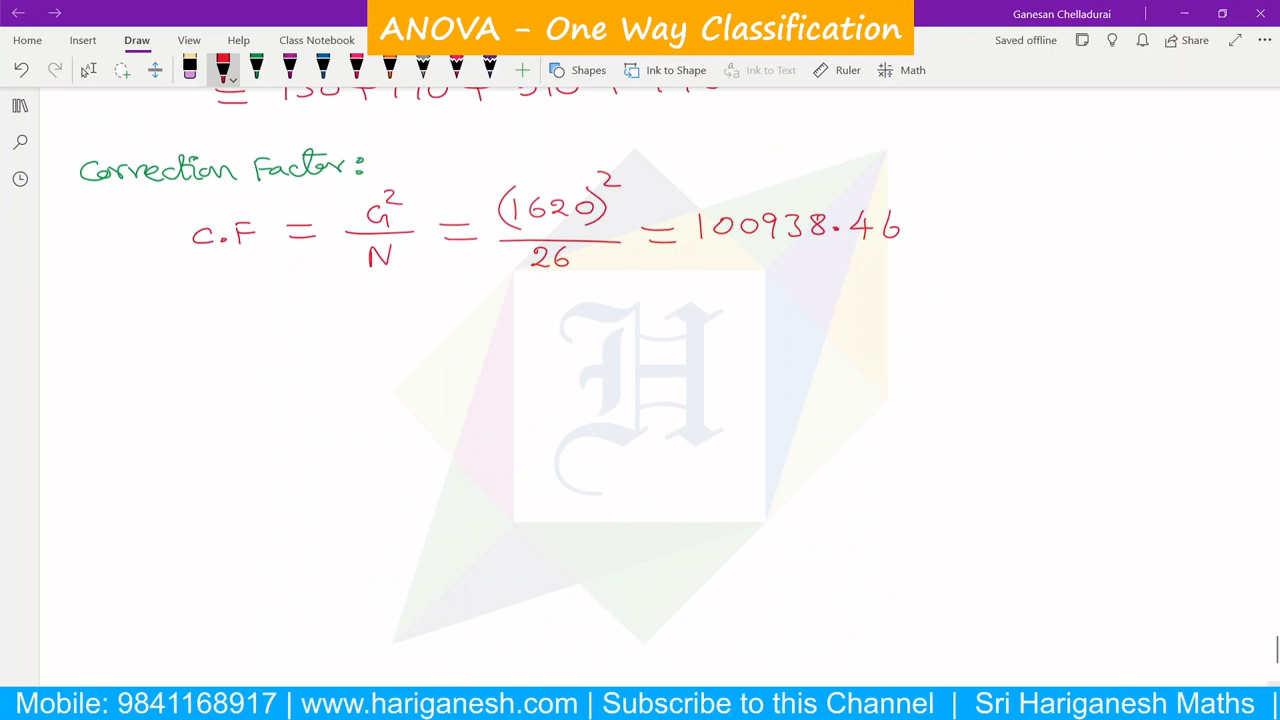 ANOVA - One Way Classification
Ganesan Chelladurai
Home Insert Draw View Help Class Notebook
Saved offline Share
Shapes Ink to Shape Ink to Text Ruler Math
Correction Factor:
C.F = G² / N = (1620)² / 26 = 100938.46
H
Mobile: 9841168917 | www.hariganesh.com | Subscribe to this Channel | Sri Hariganesh Maths |